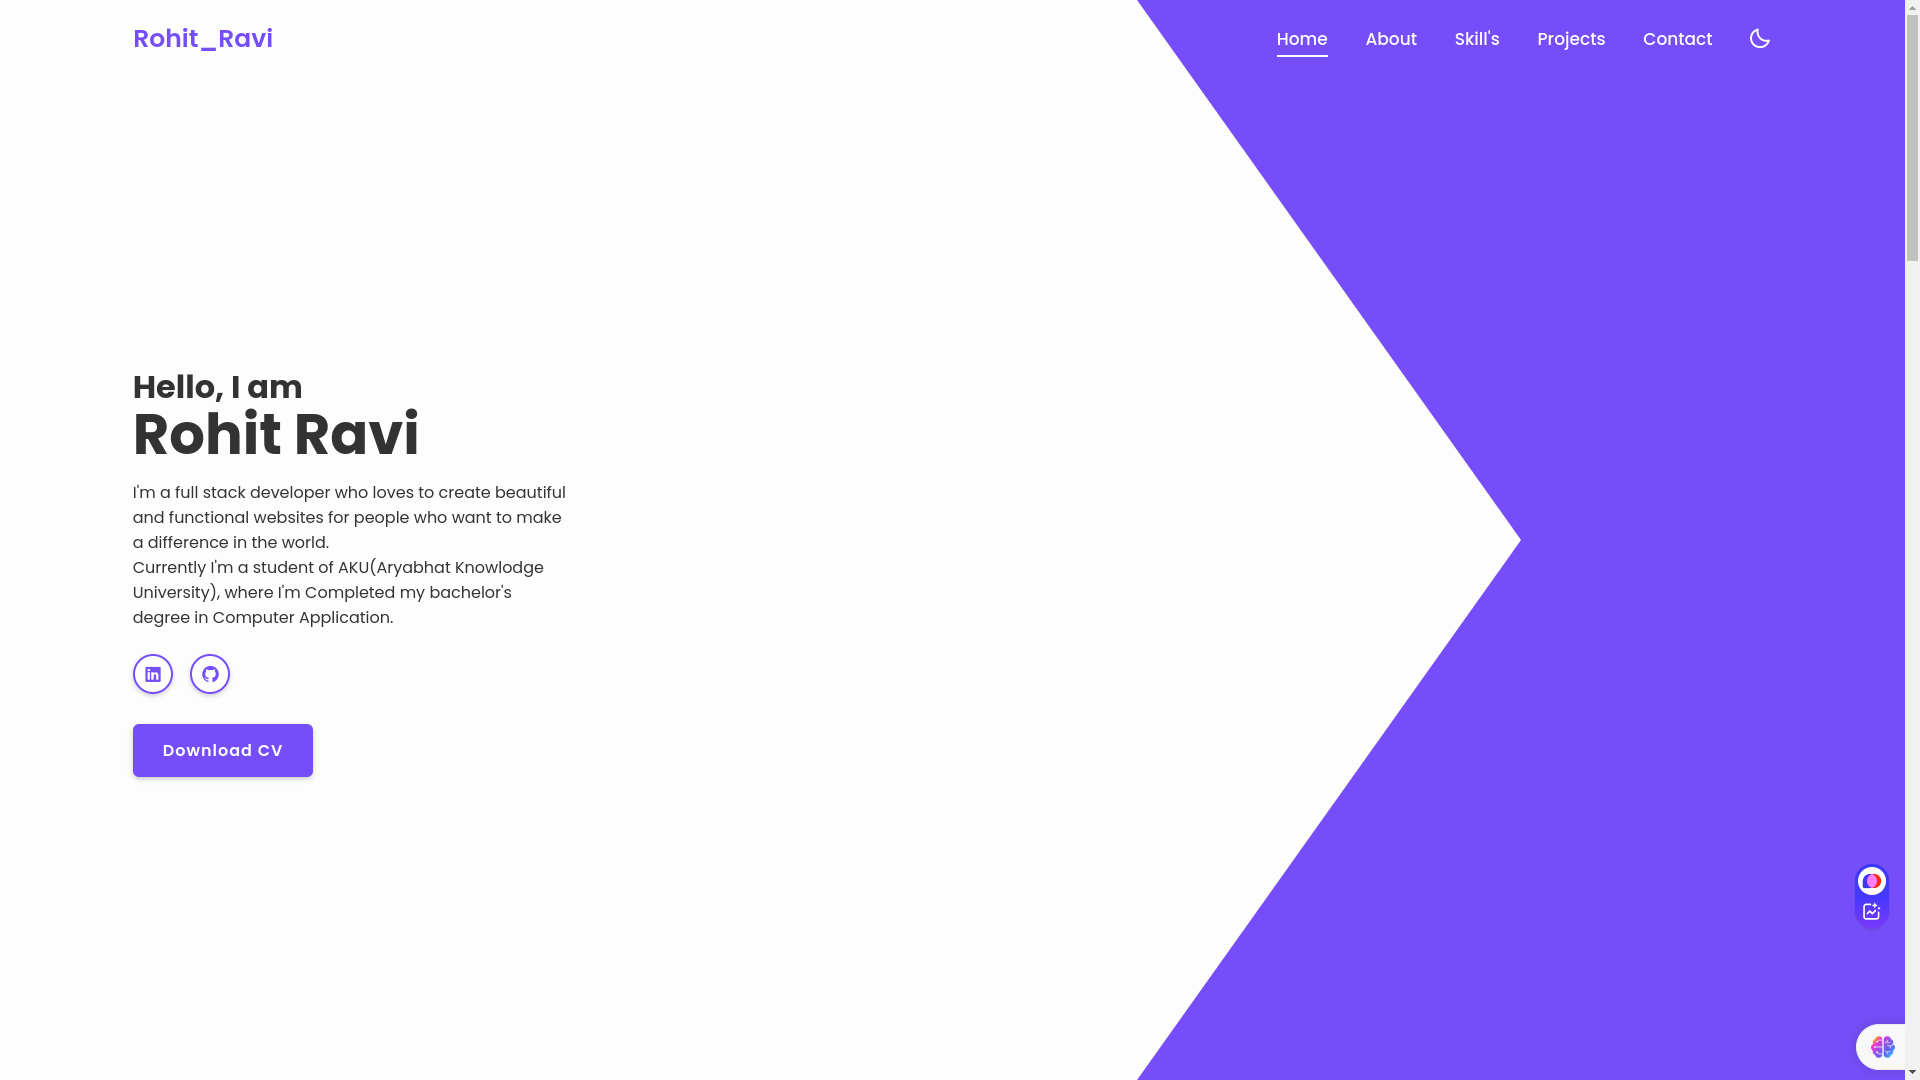 Rohit_Ravi
Home About Skill's Projects Contact
Hello, I am
Rohit Ravi
I'm a full stack developer who loves to create beautiful
and functional websites for people who want to make
a difference in the world.
Currently I'm a student of AKU(Aryabhat Knowlodge
University), where I'm Completed my bachelor's
degree in Computer Application.
Download CV